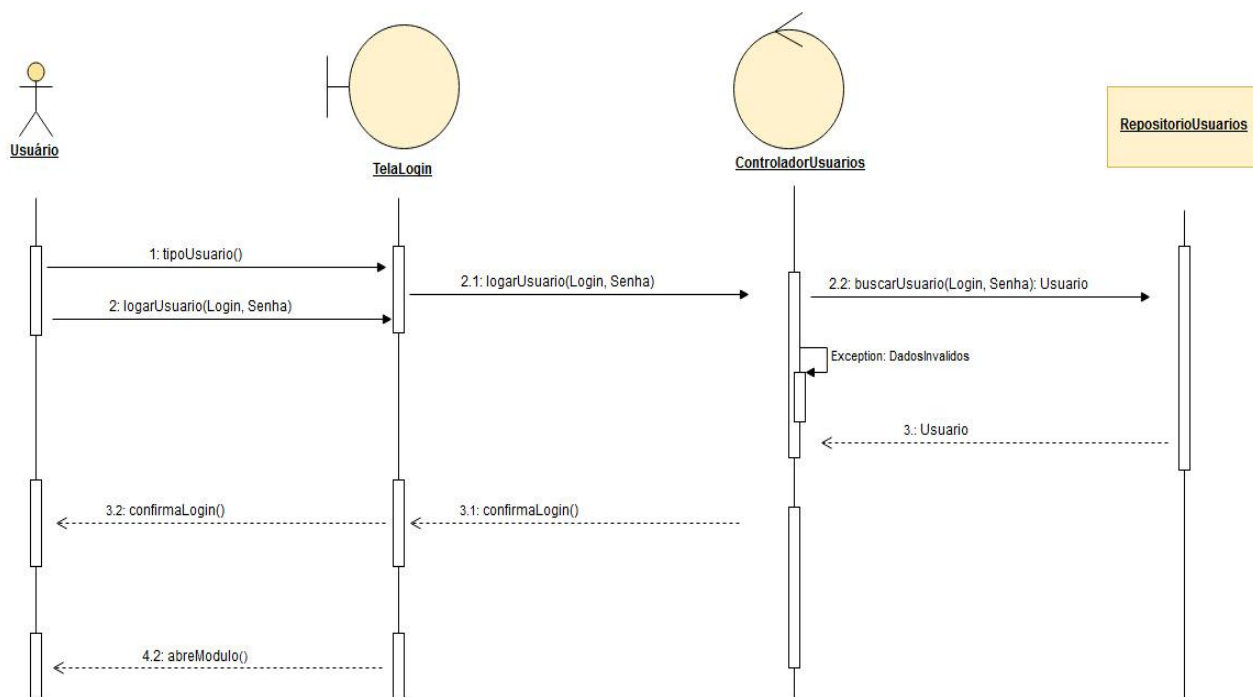 RepositorioUsuarios
Usuário
TelaLogin
ControladorUsuarios
1: tipoUsuario()
2.1: logarUsuario(Login, Senha)
2.2: buscarUsuario(Login, Senha): Usuario
2: logarUsuario(Login, Senha)
Exception: DadosInvalidos
3.: Usuario
3.2: confirmaLogin()
3.1: confirmaLogin()
4.2: abreModulo()